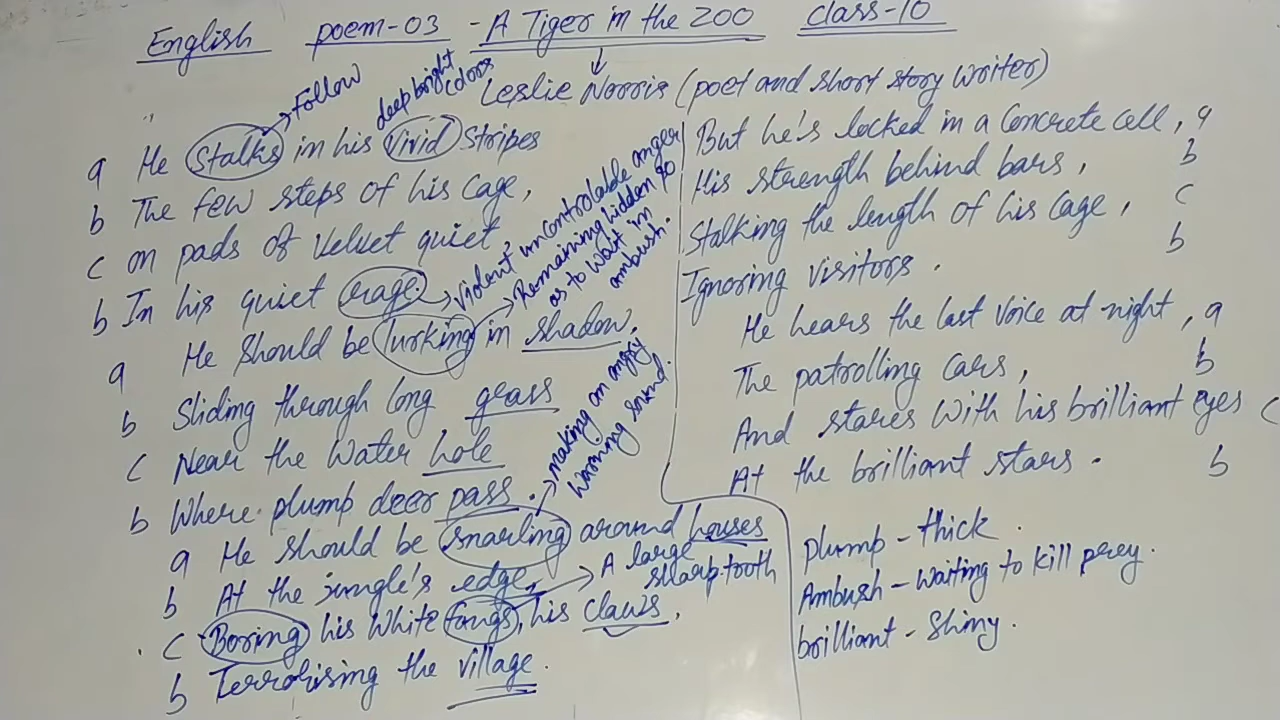 English poem-03 - A Tiger in the zoo class-10
Leslie Norris (poet and short story writer)
a He Stalks in his Vivid Stripes
Follow
deep bright colors
b The few steps of his cage,
c on pads of velvet quiet,
b In his quiet rage.
Violent uncontrolable anger
a He should be lurking in shadow,
Remaining hidden so
as to wait in
ambush.
b Sliding through long grass
c Near the water hole
b Where plump deer pass.
a He should be snarling around houses
making an angry
warning sound.
b At the jungle's edge,
c Boring his white fangs, his claws,
A large
sharp tooth
b Terrorising the village.
But he's locked in a concrete cell, a
His strength behind bars, b
Stalking the length of his cage, c
Ignoring visitors. b
He hears the last voice at night, a
The patrolling cars, b
And stares with his brilliant eyes c
At the brilliant stars. b
plump - thick.
Ambush - Waiting to kill prey.
brilliant - Shiny.